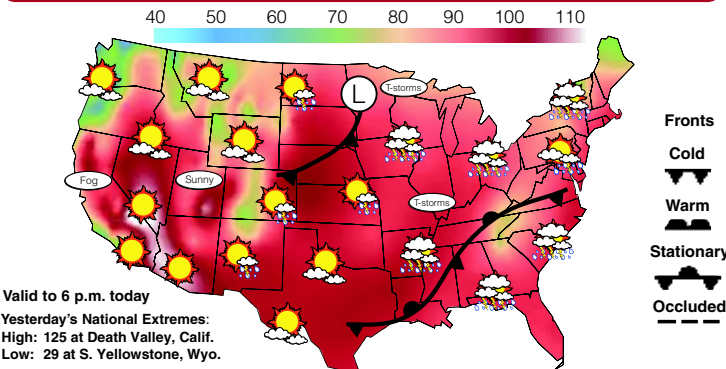 40 50 60 70 80 90 100 110
L
T-storms
Fog
Sunny
T-storms
Fronts
Cold
Warm
Stationary
Occluded
Valid to 6 p.m. today
Yesterday's National Extremes:
High: 125 at Death Valley, Calif.
Low: 29 at S. Yellowstone, Wyo.